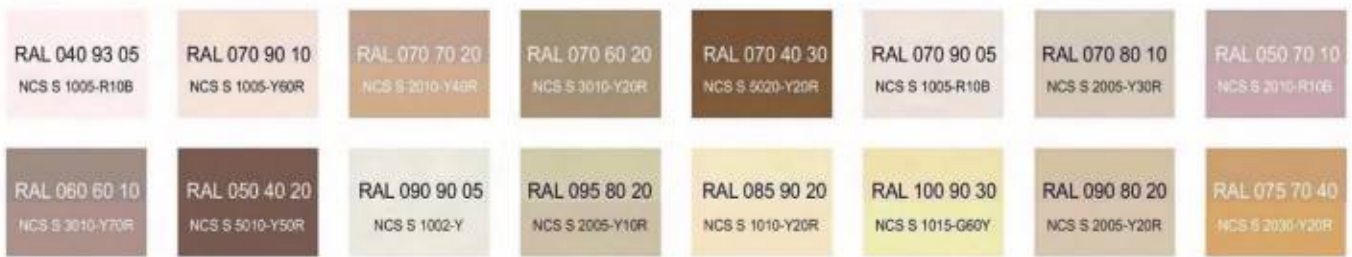 RAL 040 93 05
NCS S 1005-R10B
RAL 070 90 10
NCS S 1005-Y60R
RAL 070 70 20
NCS S 2010-Y40R
RAL 070 60 20
NCS S 3010-Y20R
RAL 070 40 30
NCS S 5020-Y20R
RAL 070 90 05
NCS S 1005-R10B
RAL 070 80 10
NCS S 2005-Y30R
RAL 050 70 10
NCS S 2010-R10B
RAL 060 60 10
NCS S 3010-Y70R
RAL 050 40 20
NCS S 5010-Y50R
RAL 090 90 05
NCS S 1002-Y
RAL 095 80 20
NCS S 2005-Y10R
RAL 085 90 20
NCS S 1010-Y20R
RAL 100 90 30
NCS S 1015-G60Y
RAL 090 80 20
NCS S 2005-Y20R
RAL 075 70 40
NCS S 2030-Y20R